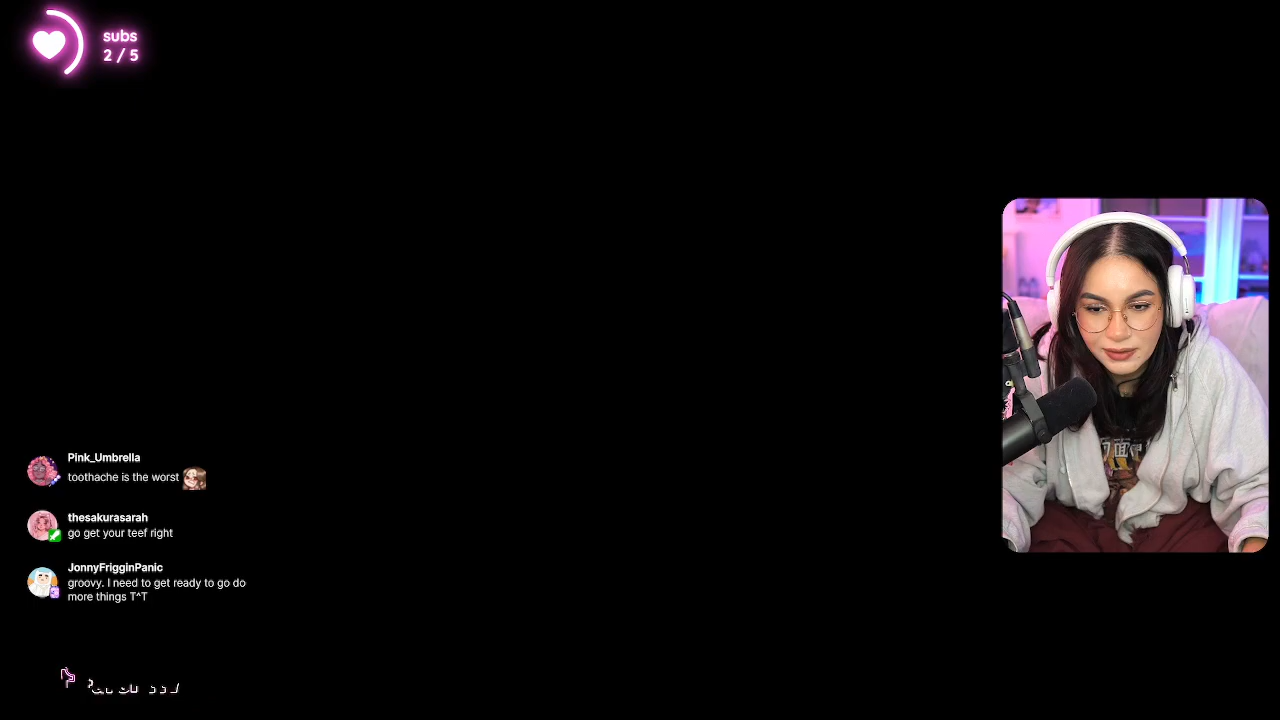 subs
2 / 5
Pink_Umbrella
toothache is the worst
thesakurasarah
go get your teef right
JonnyFrigginPanic
groovy. I need to get ready to go do
more things T^T